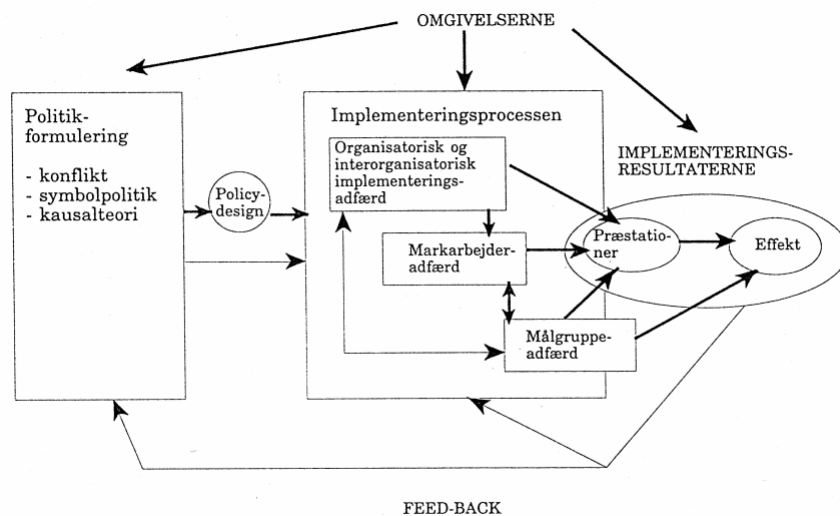 OMGIVELSERNE
Politik-
formulering
- konflikt
- symbolpolitik
- kausalteori
Policy-
design
Implementeringsprocessen
Organisatorisk og
interorganisatorisk
implementerings-
adfærd
Markarbejder-
adfærd
Målgruppe-
adfærd
IMPLEMENTERINGS-
RESULTATERNE
Præstatio-
ner
Effekt
FEED-BACK